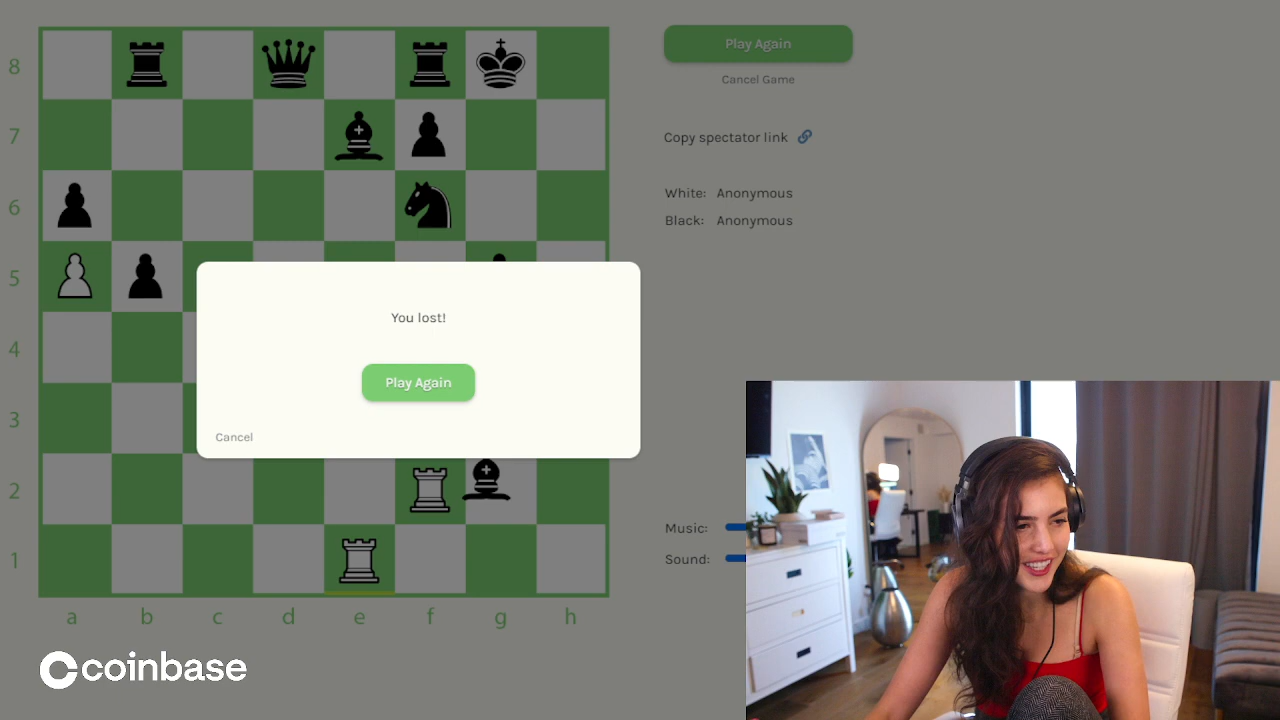 8
7
6
5
4
3
2
1
a b c d e f g h
Play Again
Cancel Game
Copy spectator link
White: Anonymous
Black: Anonymous
You lost!
Play Again
Cancel
Music:
Sound:
coinbase